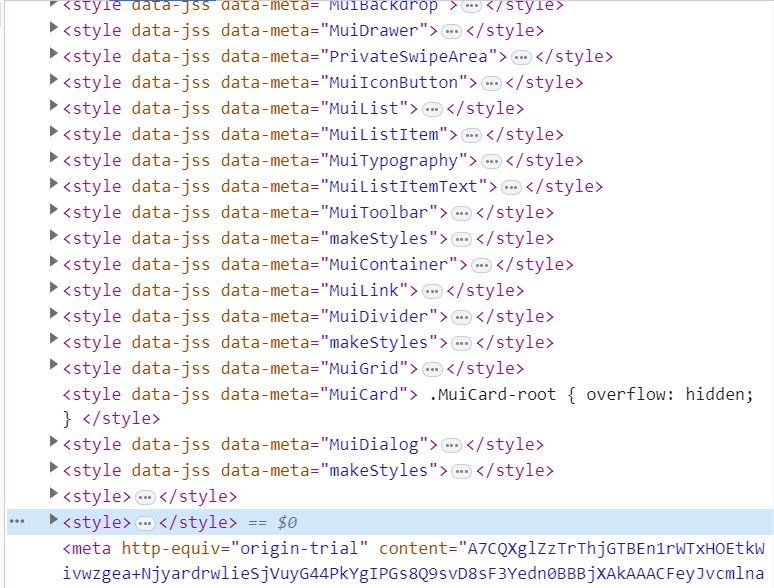 <style data-jss data-meta="MuiBackdrop">…</style>
<style data-jss data-meta="MuiDrawer">…</style>
<style data-jss data-meta="PrivateSwipeArea">…</style>
<style data-jss data-meta="MuiIconButton">…</style>
<style data-jss data-meta="MuiList">…</style>
<style data-jss data-meta="MuiListItem">…</style>
<style data-jss data-meta="MuiTypography">…</style>
<style data-jss data-meta="MuiListItemText">…</style>
<style data-jss data-meta="MuiToolbar">…</style>
<style data-jss data-meta="makeStyles">…</style>
<style data-jss data-meta="MuiContainer">…</style>
<style data-jss data-meta="MuiLink">…</style>
<style data-jss data-meta="MuiDivider">…</style>
<style data-jss data-meta="makeStyles">…</style>
<style data-jss data-meta="MuiGrid">…</style>
<style data-jss data-meta="MuiCard"> .MuiCard-root { overflow: hidden;
} </style>
<style data-jss data-meta="MuiDialog">…</style>
<style data-jss data-meta="makeStyles">…</style>
<style>…</style>
… <style>…</style> == $0
<meta http-equiv="origin-trial" content="A7CQXglZzTrThjGTBEn1rWTxHOEtkW
ivwzgea+NjyardrwlieSjVuyG44PkYgIPGs8Q9svD8sF3Yedn0BBBjXAkAAACFeyJvcmlna